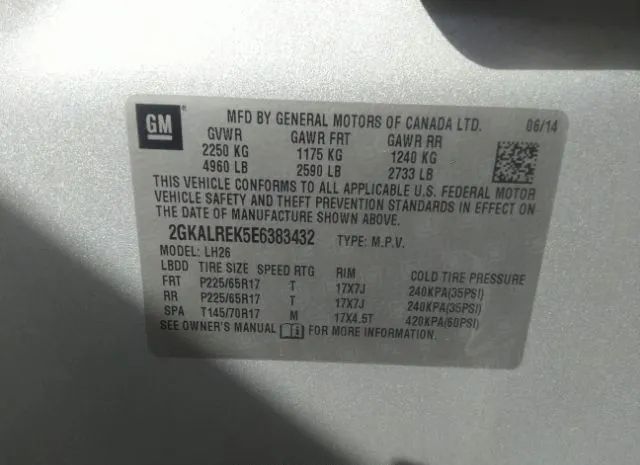 GM
MFD BY GENERAL MOTORS OF CANADA LTD. 06/14
GVWR GAWR FRT GAWR RR
2250 KG 1175 KG 1240 KG
4960 LB 2590 LB 2733 LB
THIS VEHICLE CONFORMS TO ALL APPLICABLE U.S. FEDERAL MOTOR
VEHICLE SAFETY AND THEFT PREVENTION STANDARDS IN EFFECT ON
THE DATE OF MANUFACTURE SHOWN ABOVE.
2GKALREK5E6383432 TYPE: M.P.V.
MODEL: LH26
LBDD TIRE SIZE SPEED RTG RIM COLD TIRE PRESSURE
FRT P225/65R17 T 17X7J 240KPA(35PSI)
RR P225/65R17 T 17X7J 240KPA(35PSI)
SPA T145/70R17 M 17X4.5T 420KPA(60PSI)
SEE OWNER'S MANUAL FOR MORE INFORMATION.